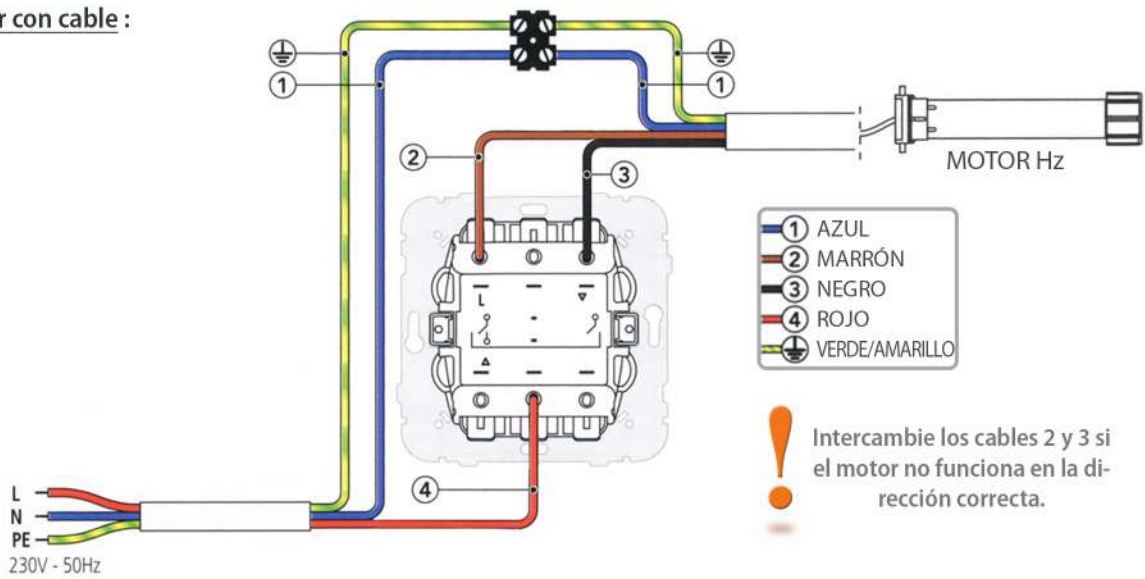 r con cable :
1
1
2
3
MOTOR Hz
1 AZUL
2 MARRÓN
3 NEGRO
4 ROJO
VERDE/AMARILLO
L
Intercambie los cables 2 y 3 si
el motor no funciona en la di-
rección correcta.
4
L
N
PE
230V - 50Hz